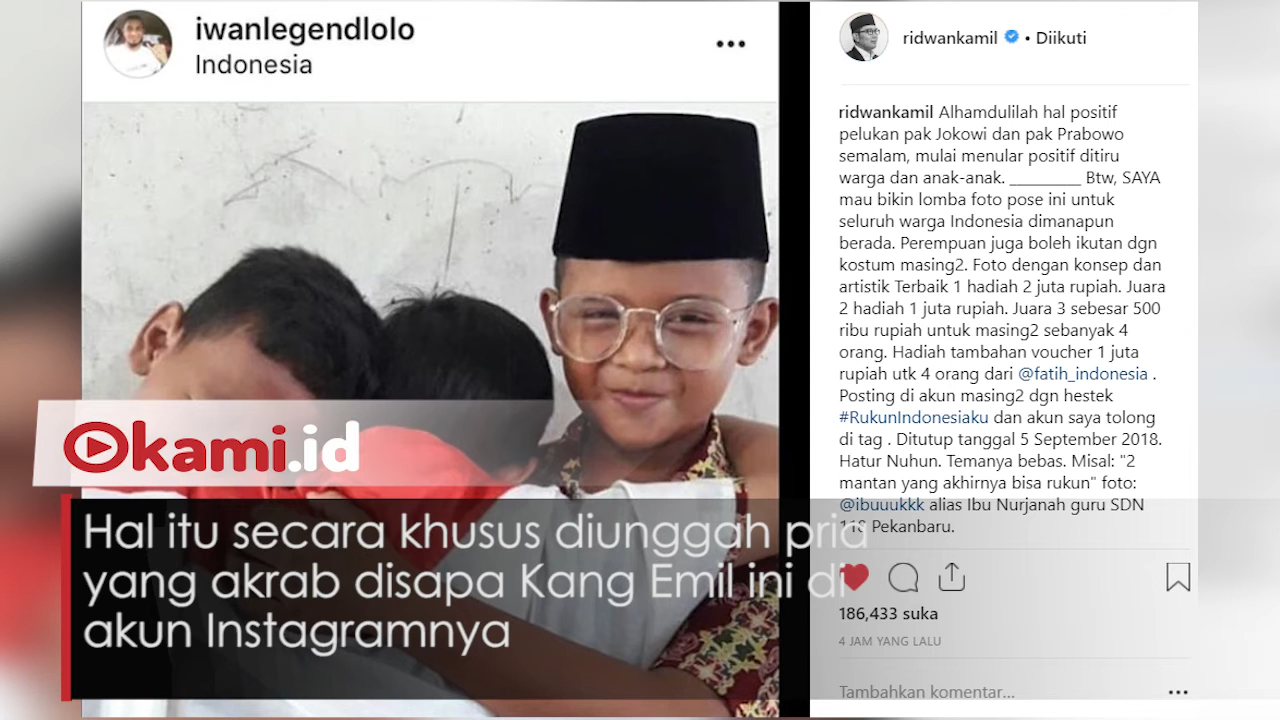 iwanlegendlolo
Indonesia
ridwankamil • Diikuti
ridwankamil Alhamdulilah hal positif
pelukan pak Jokowi dan pak Prabowo
semalam, mulai menular positif ditiru
warga dan anak-anak. _________ Btw, SAYA
mau bikin lomba foto pose ini untuk
seluruh warga Indonesia dimanapun
berada. Perempuan juga boleh ikutan dgn
kostum masing2. Foto dengan konsep dan
artistik Terbaik 1 hadiah 2 juta rupiah. Juara
2 hadiah 1 juta rupiah. Juara 3 sebesar 500
ribu rupiah untuk masing2 sebanyak 4
orang. Hadiah tambahan voucher 1 juta
rupiah utk 4 orang dari @fatih_indonesia .
Posting di akun masing2 dgn hestek
#RukunIndonesiaku dan akun saya tolong
di tag . Ditutup tanggal 5 September 2018.
Hatur Nuhun. Temanya bebas. Misal: "2
mantan yang akhirnya bisa rukun" foto:
@ibuuukkk alias Ibu Nurjanah guru SDN
Pekanbaru.
186,433 suka
4 JAM YANG LALU
Tambahkan komentar...
Okami.id
Hal itu secara khusus diunggah pria
yang akrab disapa Kang Emil ini di
akun Instagramnya